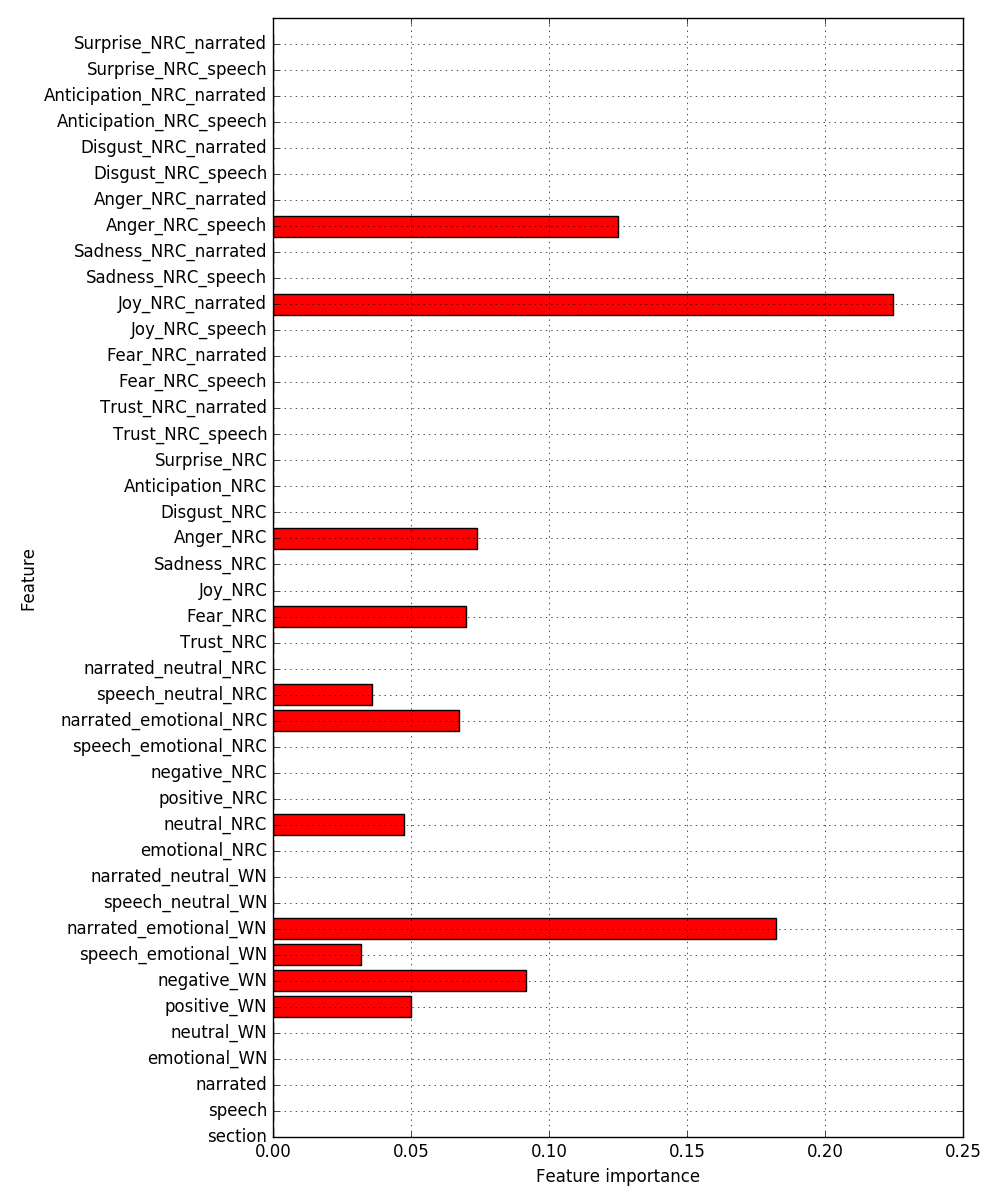 Surprise_NRC_narrated
Surprise_NRC_speech
Anticipation_NRC_narrated
Anticipation_NRC_speech
Disgust_NRC_narrated
Disgust_NRC_speech
Anger_NRC_narrated
Anger_NRC_speech
Sadness_NRC_narrated
Sadness_NRC_speech
Joy_NRC_narrated
Joy_NRC_speech
Fear_NRC_narrated
Fear_NRC_speech
Trust_NRC_narrated
Trust_NRC_speech
Surprise_NRC
Anticipation_NRC
Disgust_NRC
Anger_NRC
Sadness_NRC
Joy_NRC
Fear_NRC
Trust_NRC
narrated_neutral_NRC
speech_neutral_NRC
narrated_emotional_NRC
speech_emotional_NRC
negative_NRC
positive_NRC
neutral_NRC
emotional_NRC
narrated_neutral_WN
speech_neutral_WN
narrated_emotional_WN
speech_emotional_WN
negative_WN
positive_WN
neutral_WN
emotional_WN
narrated
speech
section
Feature
0.00 0.05 0.10 0.15 0.20 0.25
Feature importance